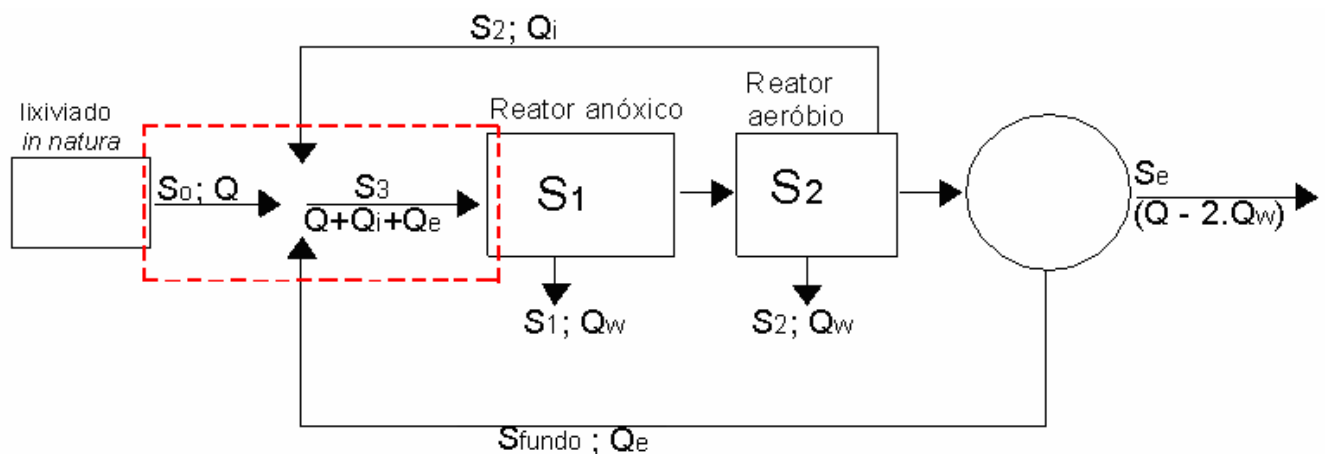 S2; Qi
lixiviado
in natura
Reator anóxico
Reator
aeróbio
So; Q
S3
Q+Qi+Qe
S1
S2
Se
(Q - 2.Qw)
S1; Qw
S2; Qw
Sfundo ; Qe